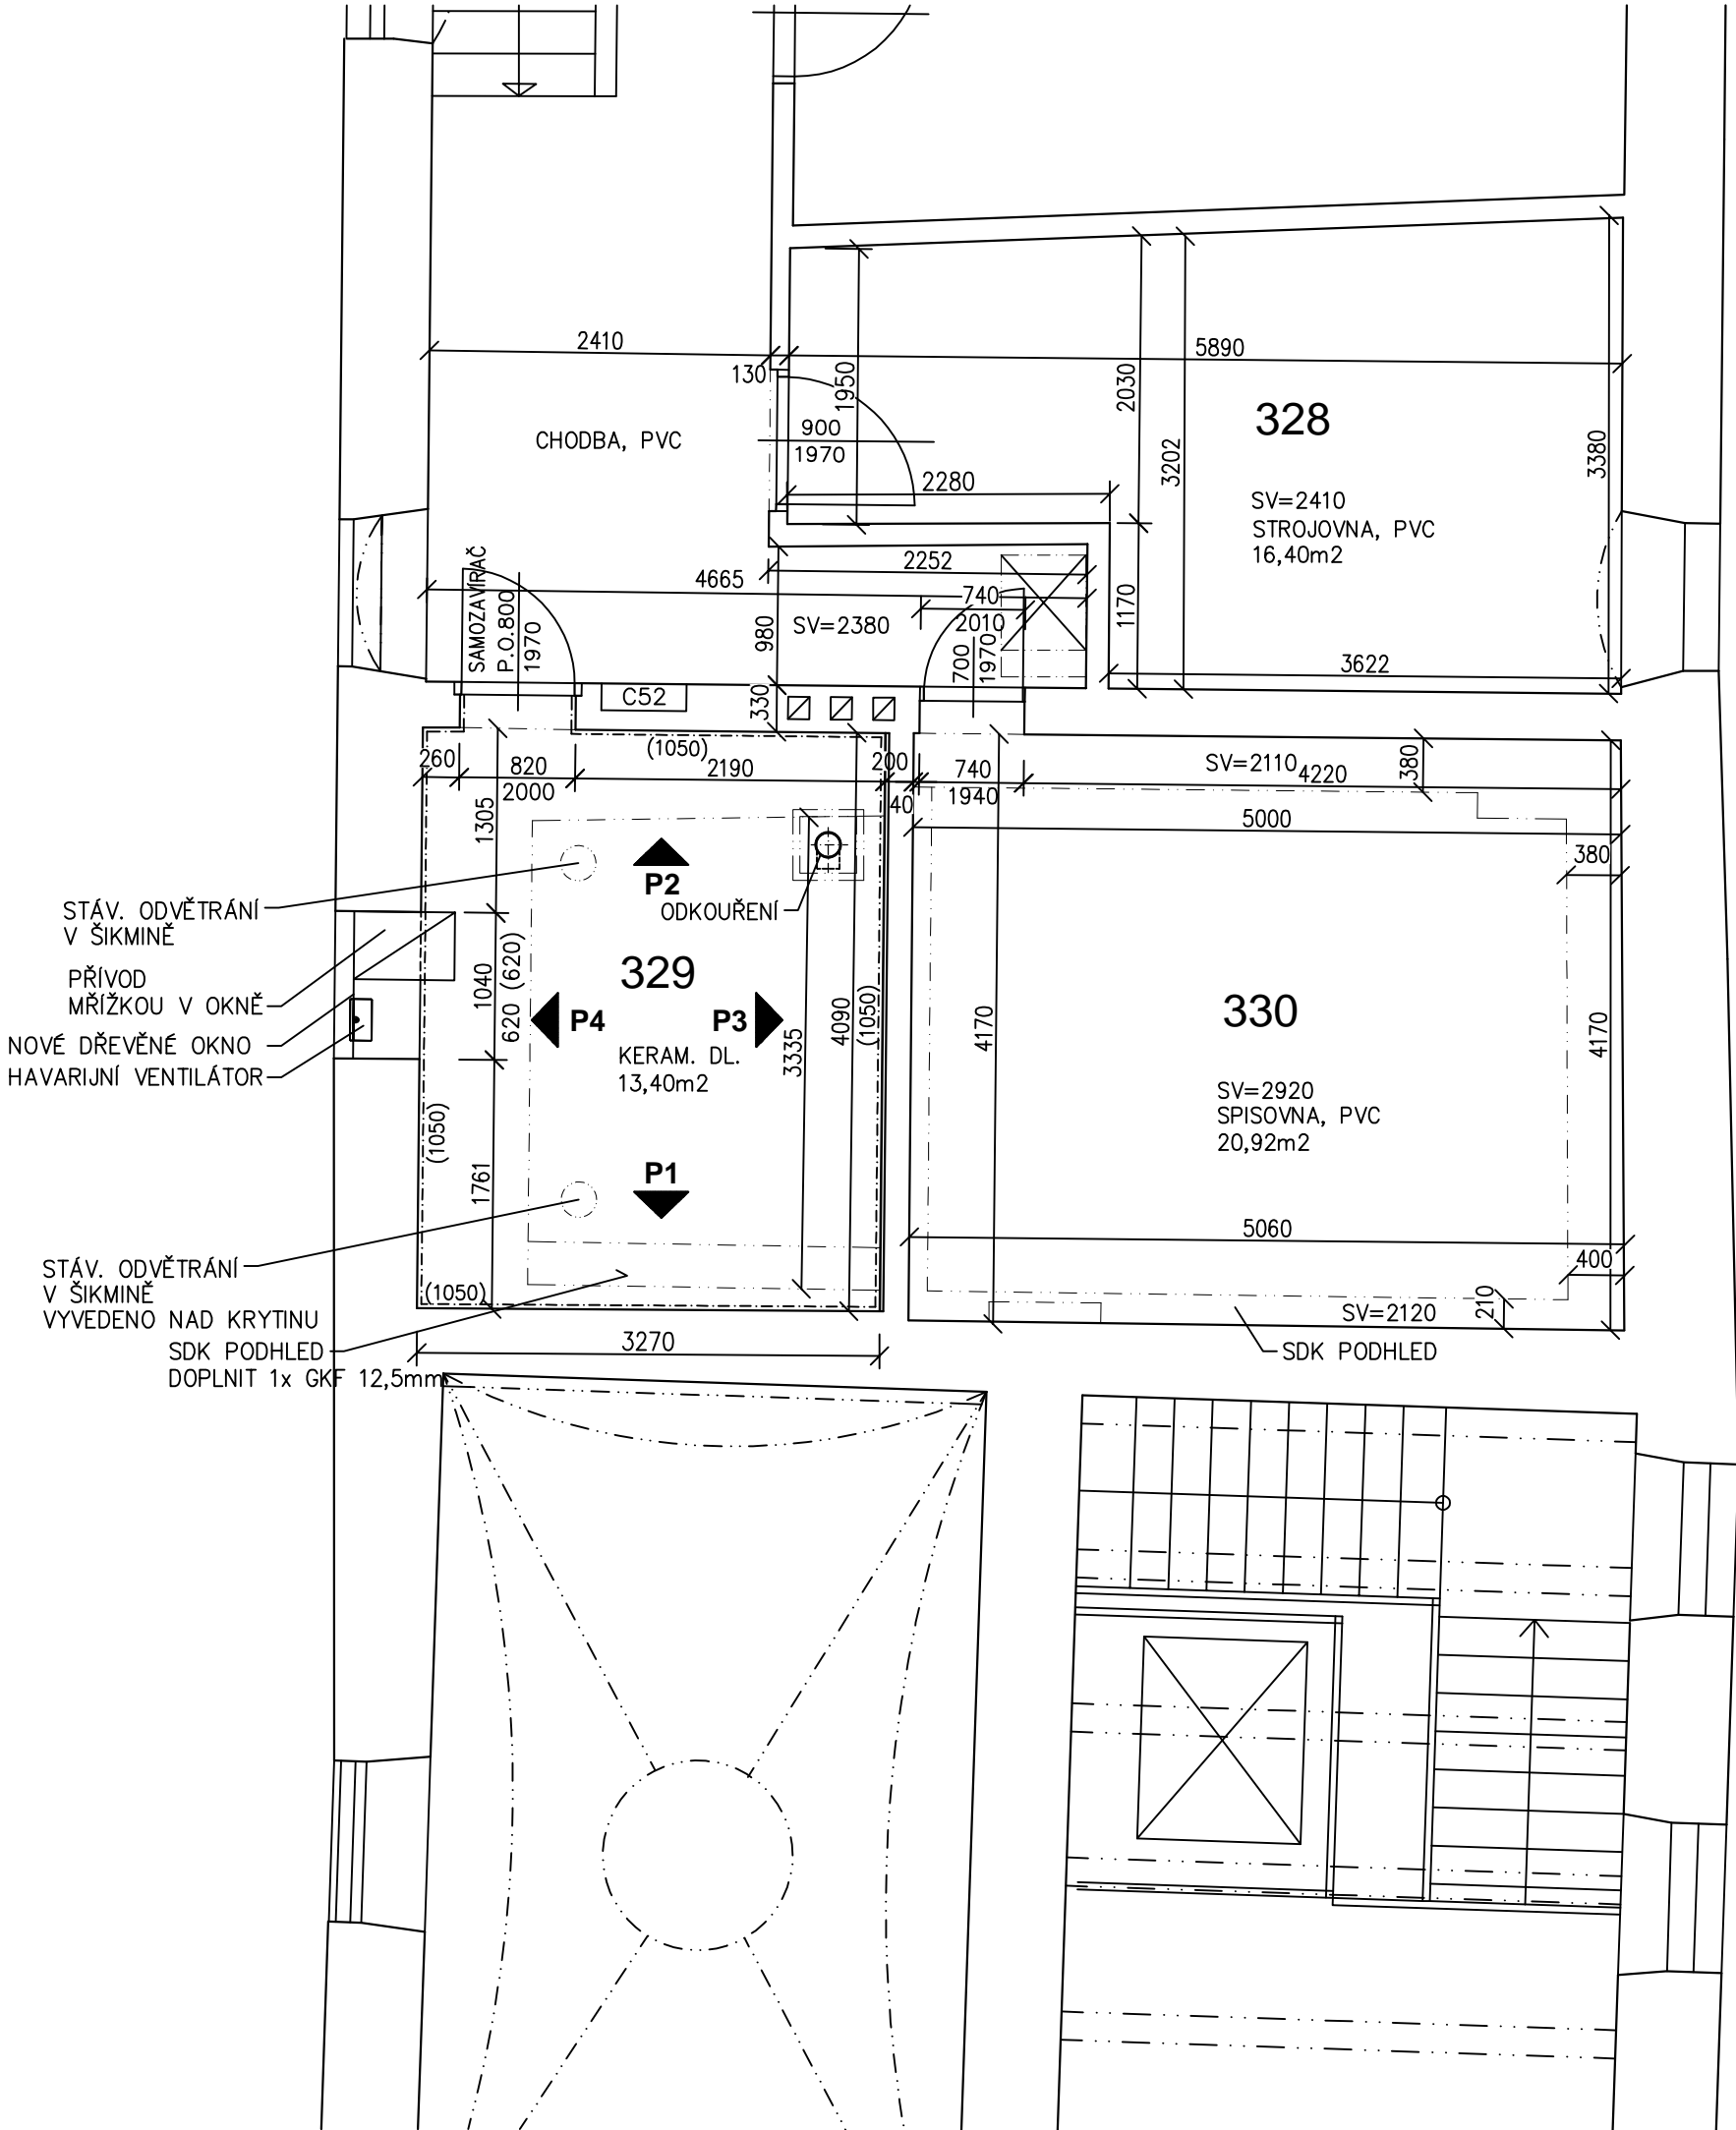 2410
130
5890
1950
2030
3202
3380
328
CHODBA, PVC
900
1970
2280
SV=2410
STROJOVNA, PVC
16,40m2
SAMOZAVÍRAČ
P.O.800
1970
4665
2252
740
2010
980
SV=2380
700
1970
1170
3622
C52
330
(1050)
260
820
2000
2190
200
40
740
1940
SV=2110
4220
380
1305
5000
380
P2
ODKOUŘENÍ
STÁV. ODVĚTRÁNÍ
V ŠIKMINĚ
PŘÍVOD
MŘÍŽKOU V OKNĚ
NOVÉ DŘEVĚNÉ OKNO
HAVARIJNÍ VENTILÁTOR
1040
620 (620)
329
P4
P3
KERAM. DL.
13,40m2
3335
4090
(1050)
4170
330
4170
SV=2920
SPISOVNA, PVC
20,92m2
(1050)
1761
P1
5060
400
STÁV. ODVĚTRÁNÍ
V ŠIKMINĚ
VYVEDENO NAD KRYTINU
(1050)
SV=2120
210
SDK PODHLED
DOPLNIT 1x GKF 12,5mm
3270
SDK PODHLED